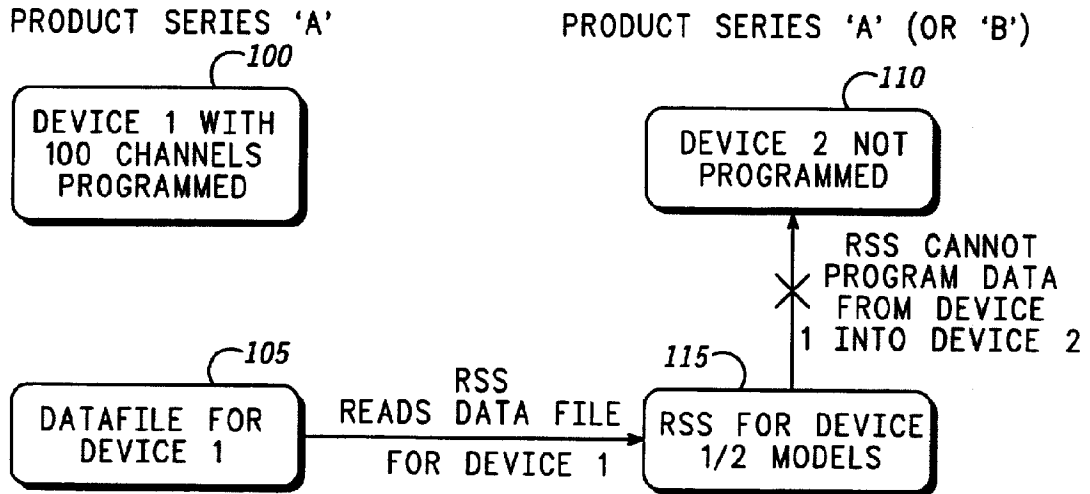 PRODUCT SERIES 'A'
100
DEVICE 1 WITH
100 CHANNELS
PROGRAMMED
PRODUCT SERIES 'A' (OR 'B')
110
DEVICE 2 NOT
PROGRAMMED
RSS CANNOT
PROGRAM DATA
FROM DEVICE
1 INTO DEVICE 2
105
DATAFILE FOR
DEVICE 1
RSS
READS DATA FILE
FOR DEVICE 1
115
RSS FOR DEVICE
1/2 MODELS